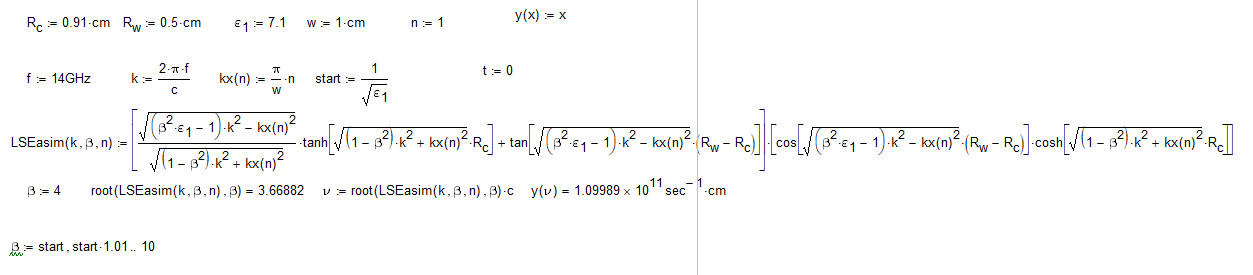 R_c := 0.91·cm R_w := 0.5·cm ε_1 := 7.1 w := 1·cm n := 1 y(x) := x
f := 14GHz k := (2·π·f)/c kx(n) := (π/w)·n start := 1/√ε_1 t := 0
LSEasim(k,β,n) := [√((β²·ε_1 − 1)·k² − kx(n)²)/√((1 − β²)·k² + kx(n)²)·tanh[√((1 − β²)·k² + kx(n)²)·R_c] + tan[√((β²·ε_1 − 1)·k² − kx(n)²)·(R_w − R_c)]]·[cos[√((β²·ε_1 − 1)·k² − kx(n)²)·(R_w − R_c)]·cosh[√((1 − β²)·k² + kx(n)²)·R_c]]
β := 4 root(LSEasim(k,β,n),β) = 3.66882 ν := root(LSEasim(k,β,n),β)·c y(ν) = 1.09989 × 10¹¹ sec⁻¹·cm
β := start, start·1.01 .. 10